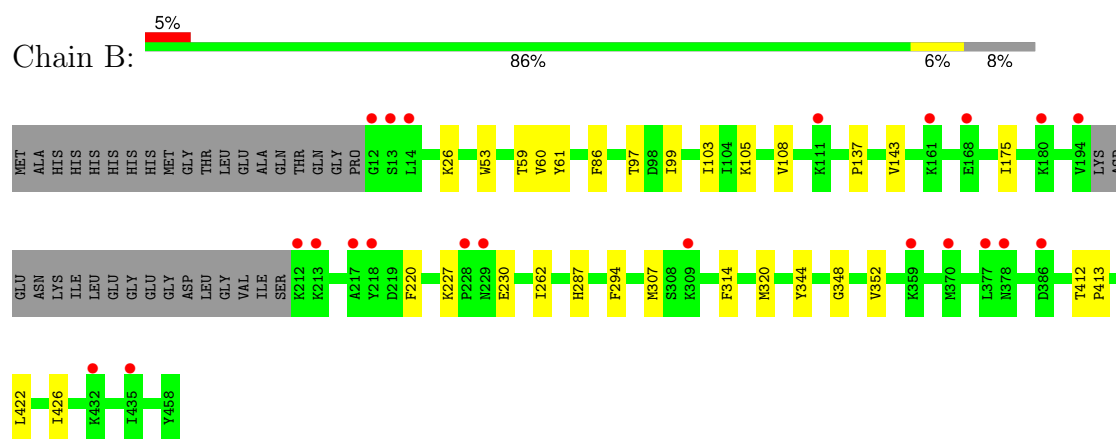 5%
Chain B:
86% 6% 8%
MET ALA HIS HIS HIS HIS HIS HIS MET GLY THR LEU GLU ALA GLN THR GLN GLY PRO G12 S13 L14 K26 W53 T59 V60 Y61 F86 T97 D98 I99 I103 I104 K105 V108 K111 P137 V143 K161 E168 I175 K180 V194 LYS ASP
GLU ASN LYS ILE LEU GLU GLY GLU GLY ASP LEU GLY VAL ILE SER K212 K213 A217 Y218 D219 F220 K227 P228 N229 E230 I262 H287 F294 M307 S308 K309 F314 M320 Y344 G348 V352 K359 M370 L377 N378 D386 T412 P413
L422 I426 K432 I435 Y458